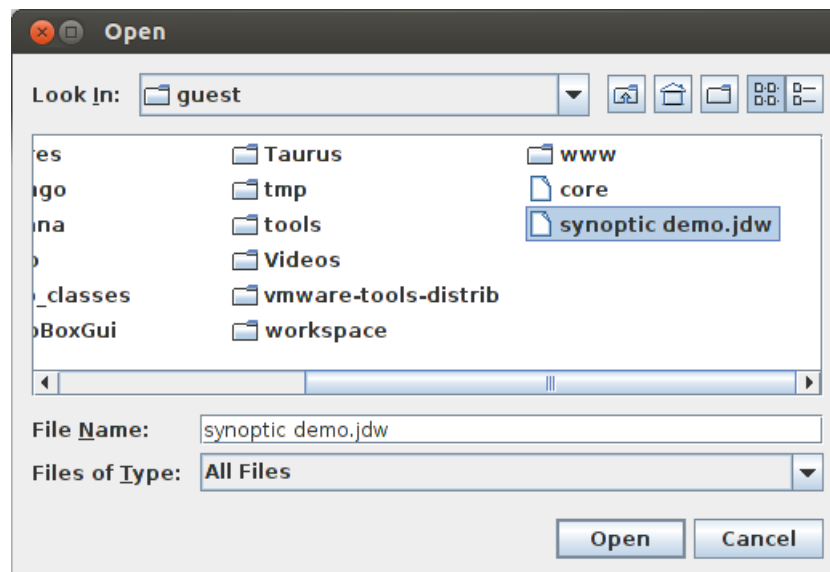 Open
Look In: guest
es Taurus www
go tmp core
na tools synoptic demo.jdw
Videos
_classes vmware-tools-distrib
BoxGui workspace
File Name: synoptic demo.jdw
Files of Type: All Files
Open Cancel